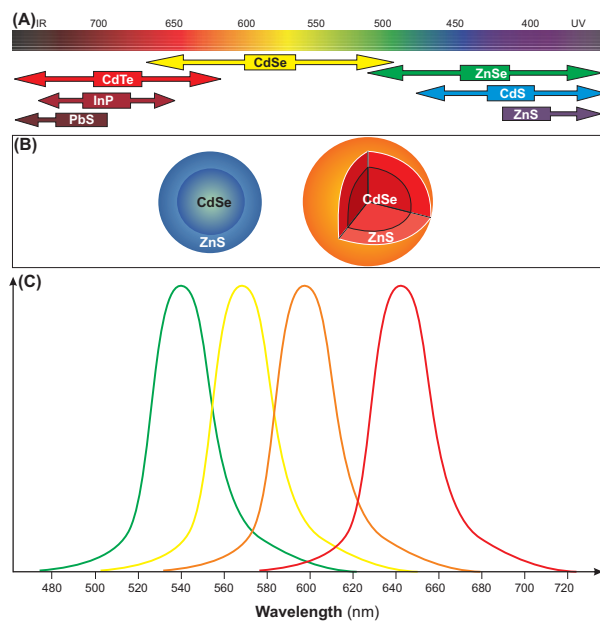 (A) IR 700 650 600 550 500 450 400 UV
CdSe
CdTe ZnSe
InP CdS
PbS ZnS
(B)
CdSe
ZnS
CdSe
ZnS
(C)
480 500 520 540 560 580 600 620 640 660 680 700 720
Wavelength (nm)